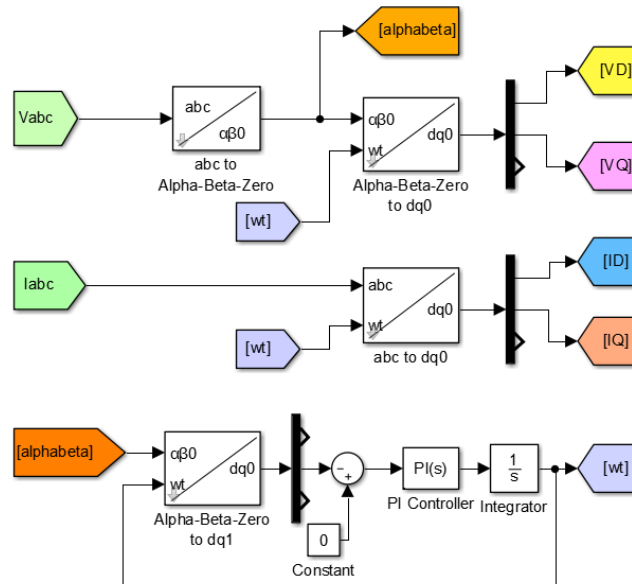 [alphabeta]
[VD]
Vabc
abc
αβ0
αβ0
dq0
wt
abc to
Alpha-Beta-Zero
Alpha-Beta-Zero
to dq0
[VQ]
[wt]
[ID]
Iabc
abc
dq0
wt
[wt]
abc to dq0
[IQ]
[alphabeta]
αβ0
dq0
wt
Alpha-Beta-Zero
to dq1
−
+
0
Constant
PI(s)
PI Controller
1
s
Integrator
[wt]